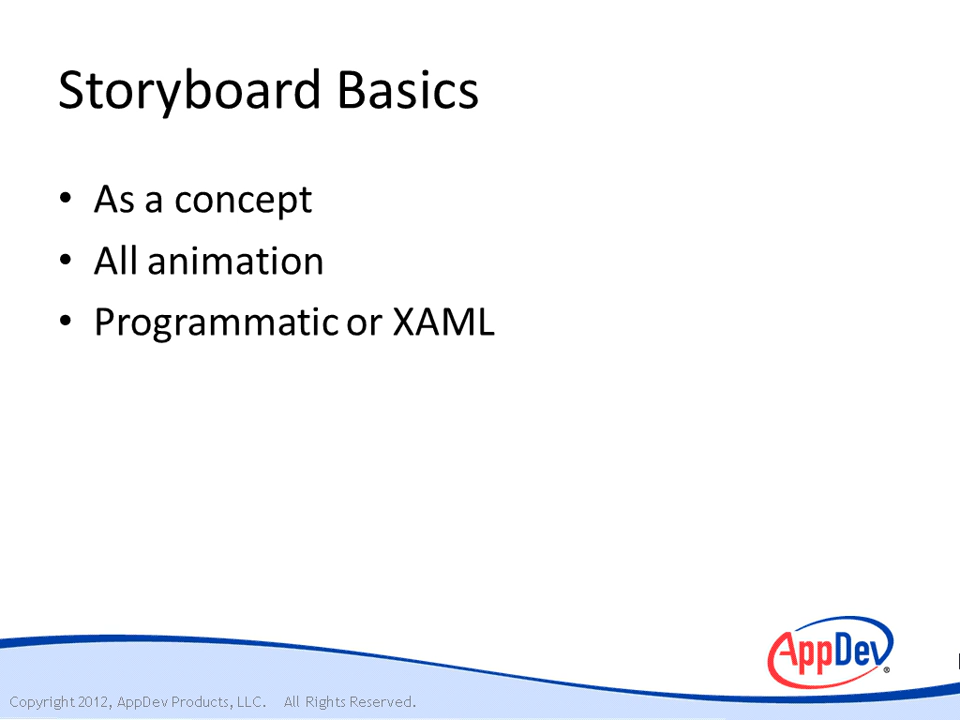 Storyboard Basics
• As a concept
• All animation
• Programmatic or XAML
AppDev®
Copyright 2012, AppDev Products, LLC. All Rights Reserved.